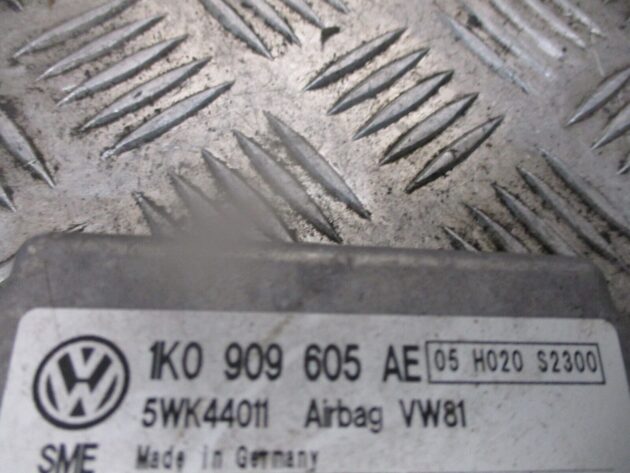 1K0 909 605 AE 05 H020 S2300
5WK44011 Airbag VW81
SME Made in Germany